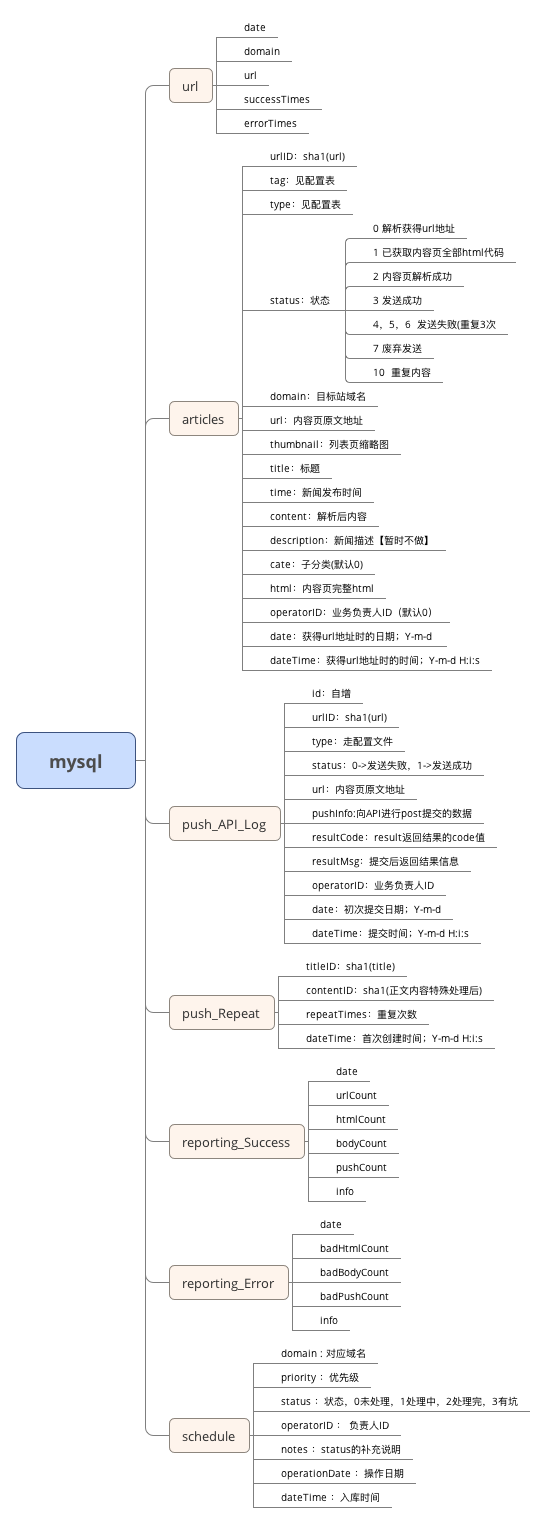 mysql
url
date
domain
url
successTimes
errorTimes
articles
urlID：sha1(url)
tag：见配置表
type：见配置表
status：状态
0 解析获得url地址
1 已获取内容页全部html代码
2 内容页解析成功
3 发送成功
4，5，6  发送失败(重复3次
7 废弃发送
10  重复内容
domain：目标站域名
url：内容页原文地址
thumbnail：列表页缩略图
title：标题
time：新闻发布时间
content：解析后内容
description：新闻描述【暂时不做】
cate：子分类(默认0)
html：内容页完整html
operatorID：业务负责人ID（默认0）
date：获得url地址时的日期；Y-m-d
dateTime：获得url地址时的时间；Y-m-d H:i:s
push_API_Log
id：自增
urlID：sha1(url)
type：走配置文件
status：0->发送失败，1->发送成功
url：内容页原文地址
pushInfo:向API进行post提交的数据
resultCode：result返回结果的code值
resultMsg：提交后返回结果信息
operatorID：业务负责人ID
date：初次提交日期；Y-m-d
dateTime：提交时间；Y-m-d H:i:s
push_Repeat
titleID：sha1(title)
contentID：sha1(正文内容特殊处理后)
repeatTimes：重复次数
dateTime：首次创建时间；Y-m-d H:i:s
reporting_Success
date
urlCount
htmlCount
bodyCount
pushCount
info
reporting_Error
date
badHtmlCount
badBodyCount
badPushCount
info
schedule
domain : 对应域名
priority： 优先级
status： 状态，0未处理，1处理中，2处理完，3有坑
operatorID： 负责人ID
notes： status的补充说明
operationDate： 操作日期
dateTime： 入库时间